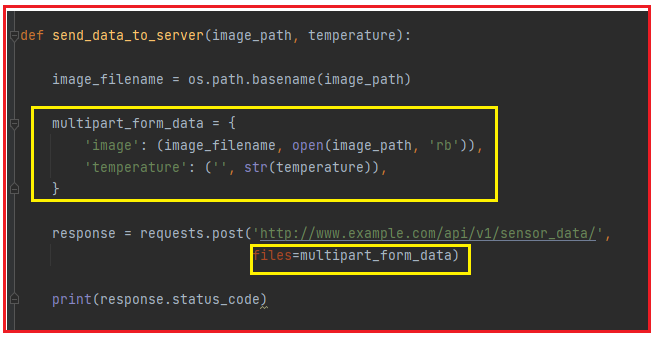 def send_data_to_server(image_path, temperature):
image_filename = os.path.basename(image_path)
multipart_form_data = {
'image': (image_filename, open(image_path, 'rb')),
'temperature': ('', str(temperature)),
}
response = requests.post('http://www.example.com/api/v1/sensor_data/',
files=multipart_form_data)
print(response.status_code)